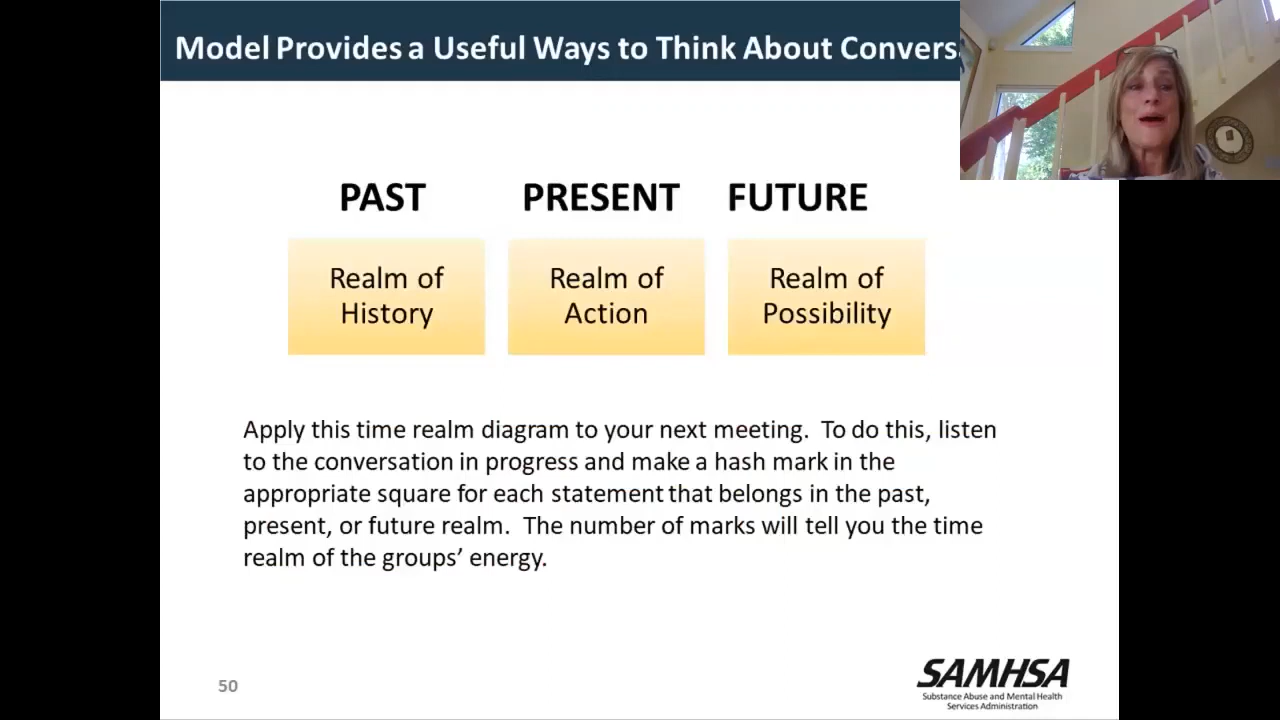 Model Provides a Useful Ways to Think About Convers
PAST PRESENT FUTURE
Realm of
History
Realm of
Action
Realm of
Possibility
Apply this time realm diagram to your next meeting. To do this, listen
to the conversation in progress and make a hash mark in the
appropriate square for each statement that belongs in the past,
present, or future realm. The number of marks will tell you the time
realm of the groups’ energy.
50
SAMHSA
Substance Abuse and Mental Health
Services Administration